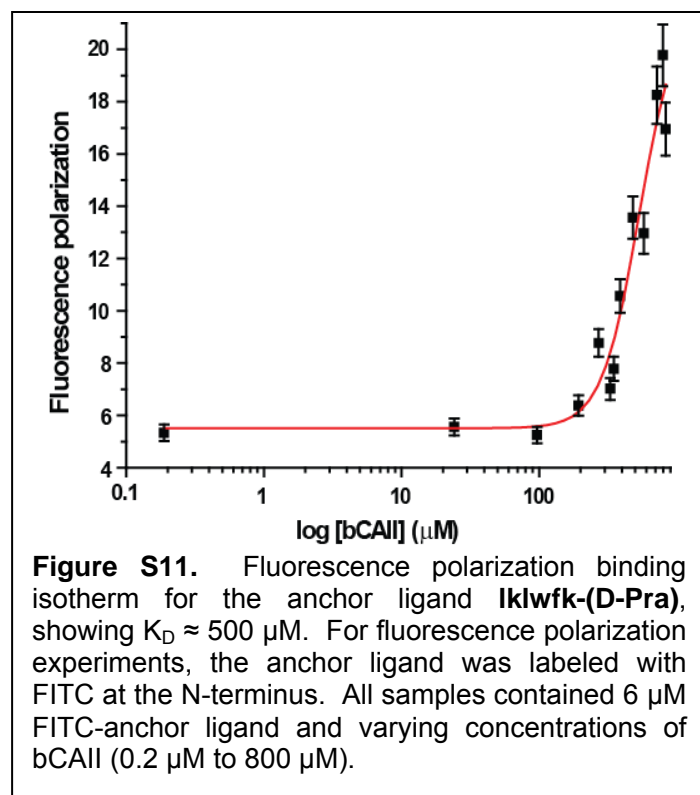 20
18
16
14
12
10
8
6
4
Fluorescence polarization
0.1 1 10 100
log [bCAII] (μM)
Figure S11. Fluorescence polarization binding
isotherm for the anchor ligand lklwfk-(D-Pra),
showing KD ≈ 500 μM. For fluorescence polarization
experiments, the anchor ligand was labeled with
FITC at the N-terminus. All samples contained 6 μM
FITC-anchor ligand and varying concentrations of
bCAII (0.2 μM to 800 μM).